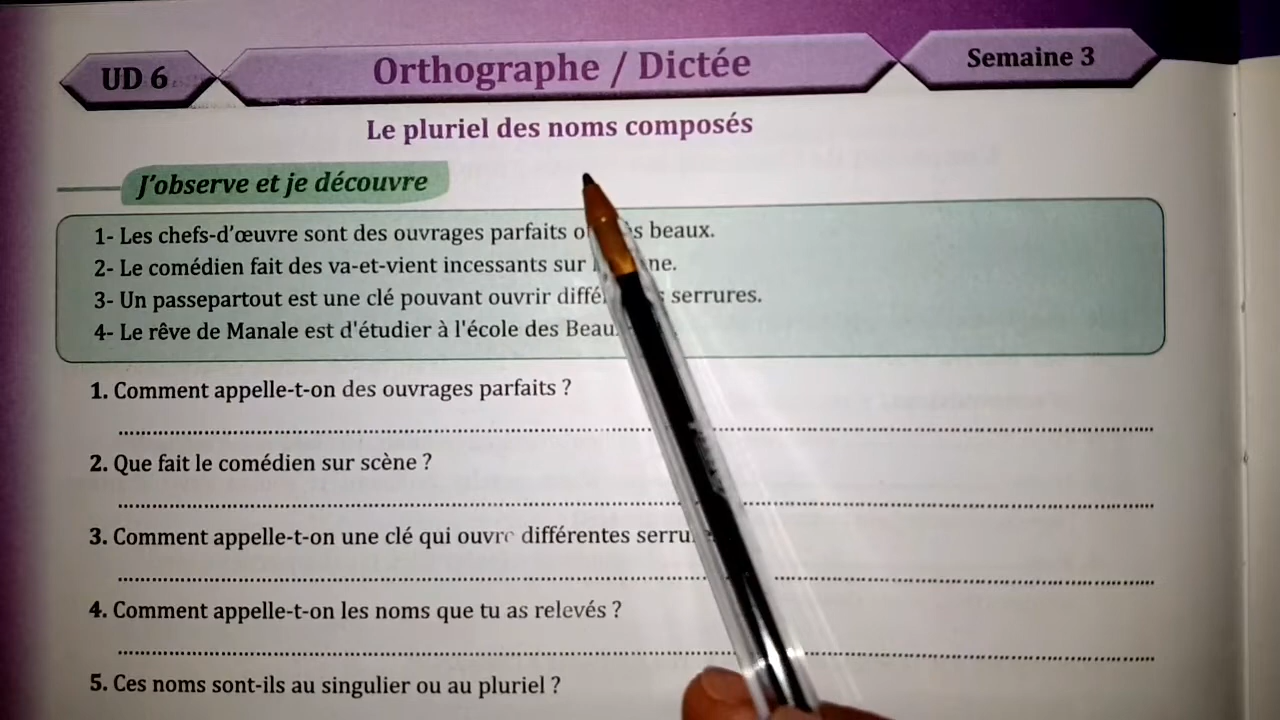 UD 6
Orthographe / Dictée
Semaine 3
Le pluriel des noms composés
J'observe et je découvre
1- Les chefs-d'œuvre sont des ouvrages parfaits beaux.
2- Le comédien fait des va-et-vient incessants sur
3- Un passepartout est une clé pouvant ouvrir serrures.
4- Le rêve de Manale est d'étudier à l'école des
1. Comment appelle-t-on des ouvrages parfaits ?
2. Que fait le comédien sur scène ?
3. Comment appelle-t-on une clé qui ouvre différentes
4. Comment appelle-t-on les noms que tu as relevés ?
5. Ces noms sont-ils au singulier ou au pluriel ?